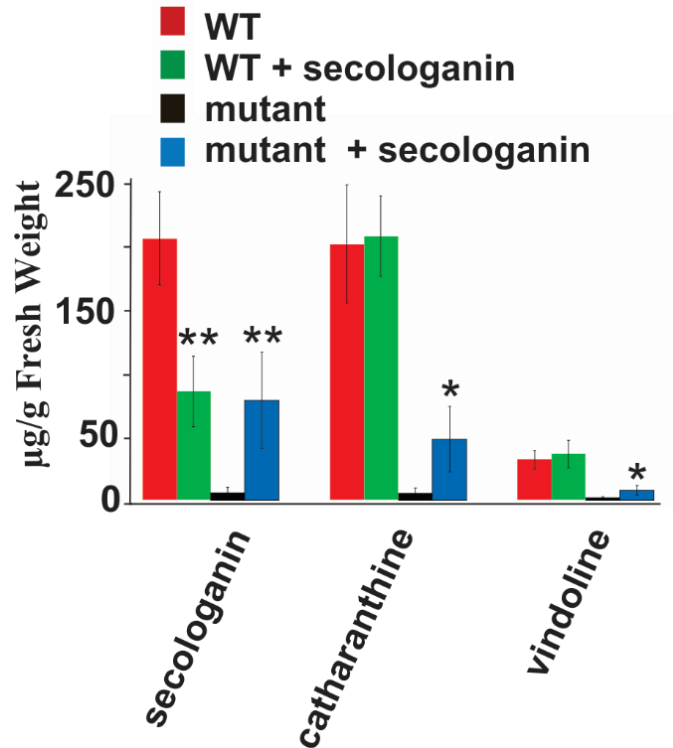 WT
WT + secologanin
mutant
mutant + secologanin
µg/g Fresh Weight
250
150
50
0
**
**
*
*
secologanin
catharanthine
vindoline